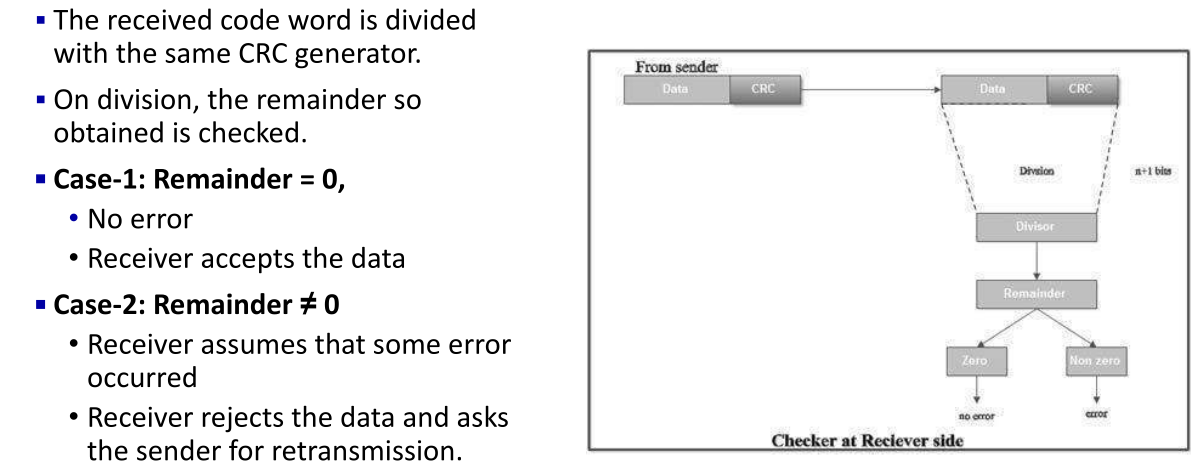 ▪ The received code word is divided
with the same CRC generator.
▪ On division, the remainder so
obtained is checked.
▪ Case-1: Remainder = 0,
• No error
• Receiver accepts the data
▪ Case-2: Remainder ≠ 0
• Receiver assumes that some error
occurred
• Receiver rejects the data and asks
the sender for retransmission.
From sender
Data CRC
Data CRC
Division n+1 bits
Divisor
Remainder
Zero Non zero
no error error
Checker at Reciever side